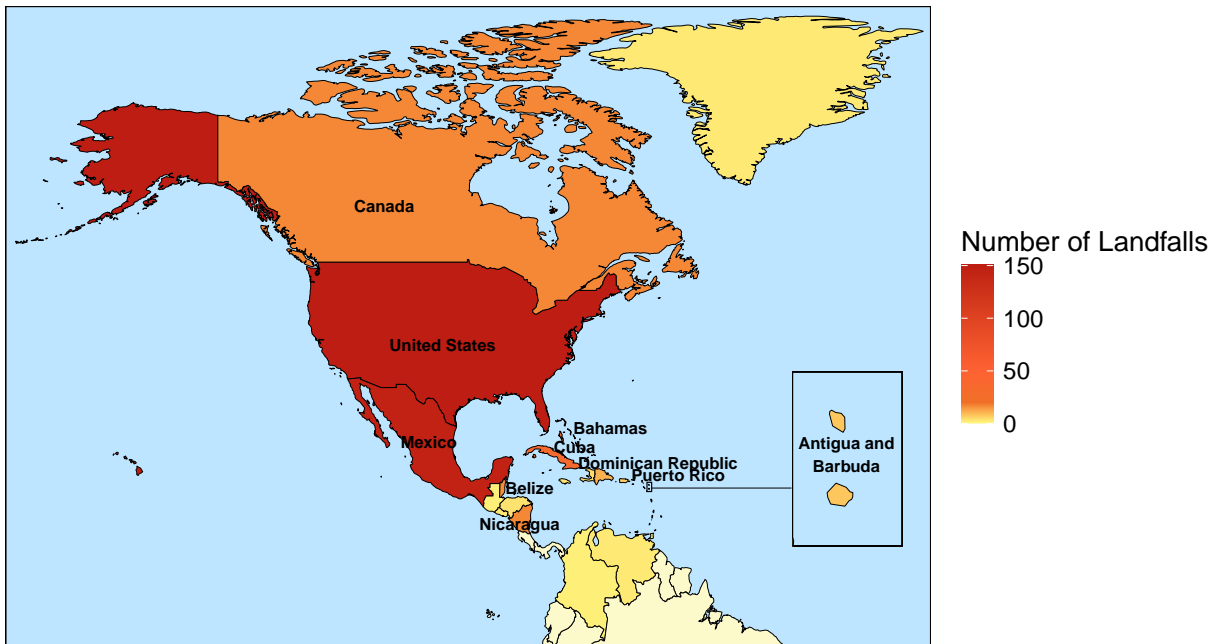 Canada
United States
Mexico
Bahamas
Cuba
Dominican Republic
Puerto Rico
Belize
Nicaragua
Antigua and
Barbuda
Number of Landfalls
150
100
50
0